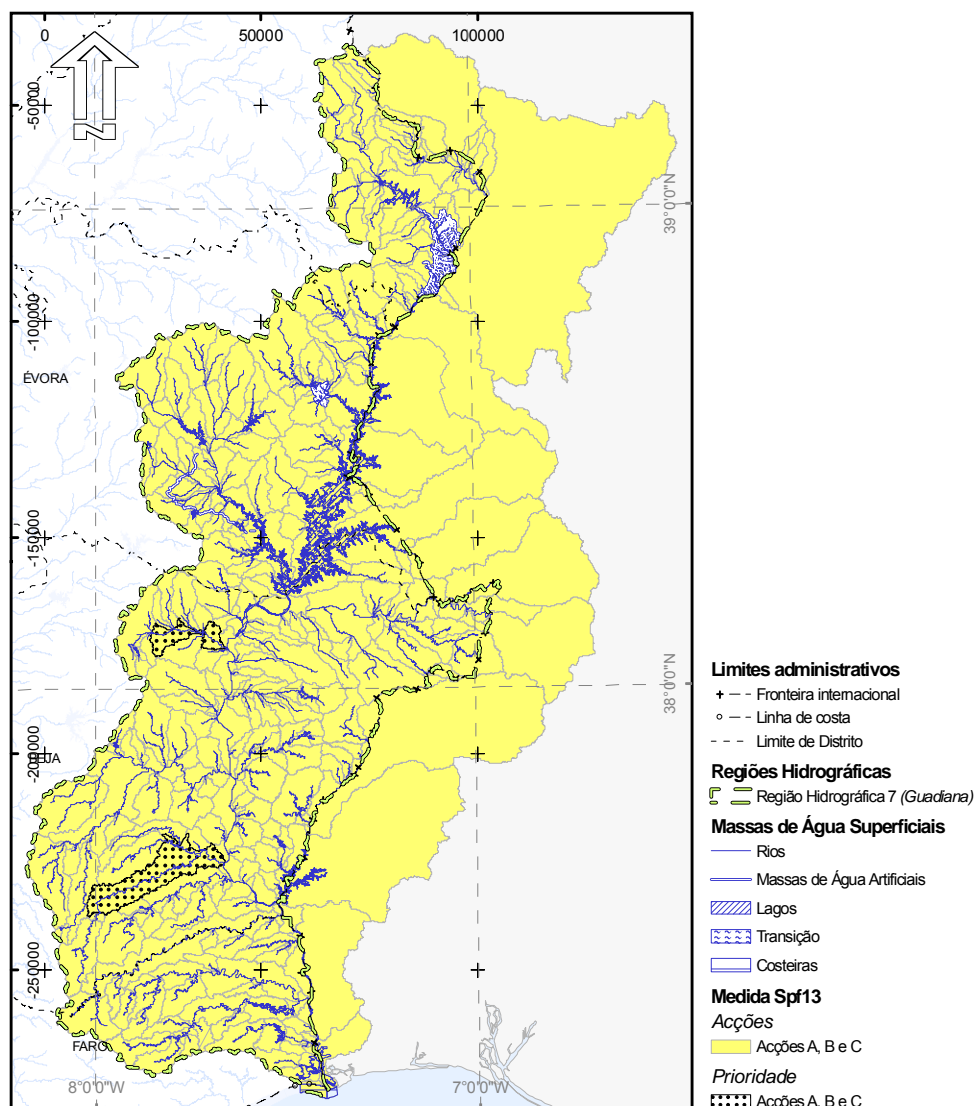 0
50000
100000
N
-50000
39°0'0"N
-100000
ÉVORA
-150000
38°0'0"N
-200000
EJA
-250000
FARO
8°0'0"W
7°0'0"W
Limites administrativos
Fronteira internacional
Linha de costa
Limite de Distrito
Regiões Hidrográficas
Região Hidrográfica 7 (Guadiana)
Massas de Água Superficiais
Rios
Massas de Água Artificiais
Lagos
Transição
Costeiras
Medida Spf13
Acções
Acções A, B e C
Prioridade
Acções A, B e C